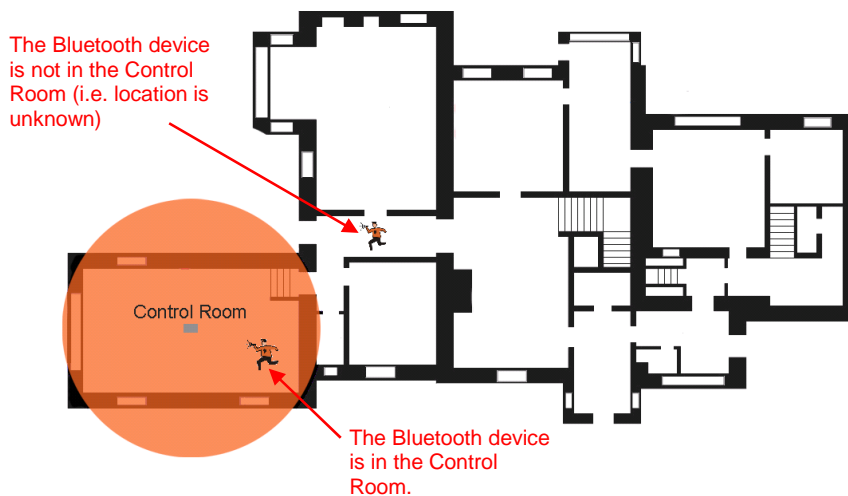 The Bluetooth device
is not in the Control
Room (i.e. location is
unknown)
Control Room
The Bluetooth device
is in the Control
Room.